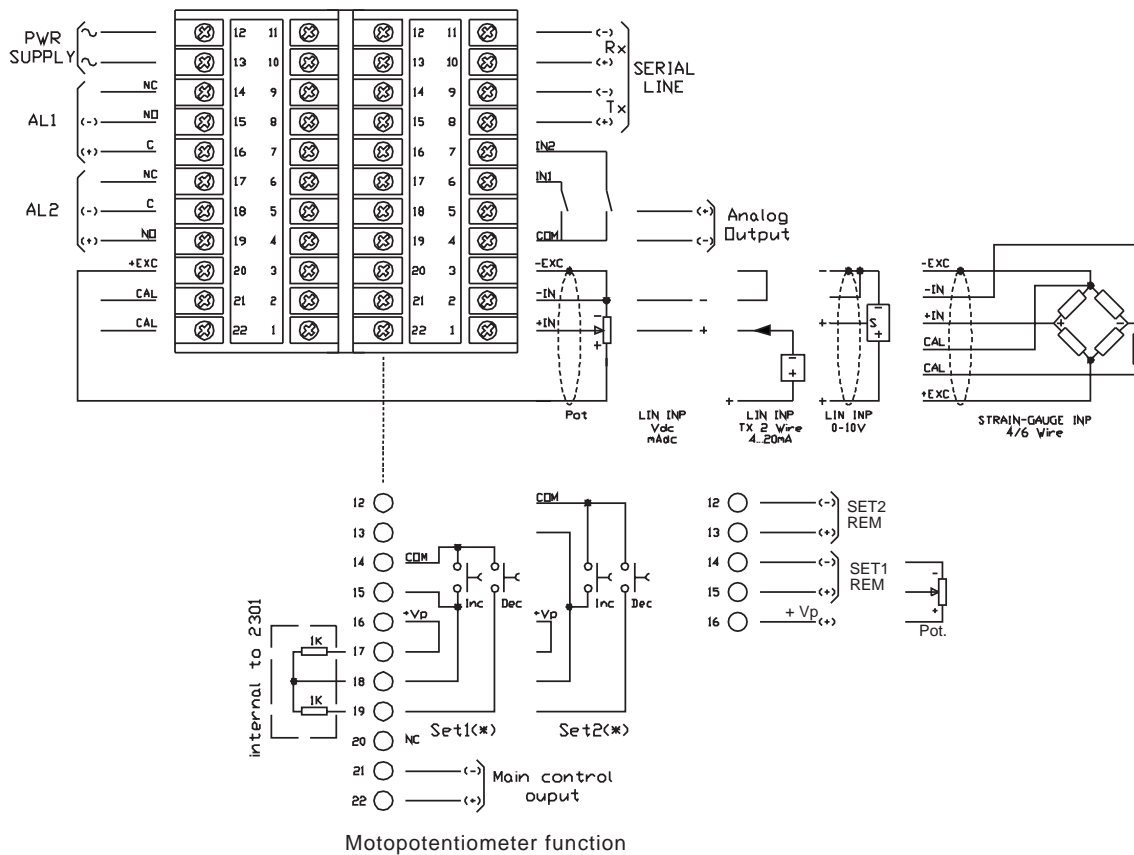 PWR
SUPPLY
AL1
NC
(-) NO
(+) C
AL2
NC
(-) C
(+) NO
+EXC
CAL
CAL
12 11 12 11
13 10 13 10
14 9 14 9
15 8 15 8
16 7 16 7
17 6 17 6
18 5 18 5
19 4 19 4
20 3 20 3
21 2 21 2
22 1 22 1
(-)
Rx
(+)
(-)
Tx
(+)
SERIAL
LINE
IN2
IN1
COM
(+)
(-)
Analog
Output
-EXC
-IN
+IN
-
+
Pot
-
+
LIN INP
Vdc
mAdc
-
+
+
LIN INP
TX 2 Wire
4...20mA
-
+
+
-
S
+
LIN INP
0-10V
-EXC
-IN
+IN
CAL
CAL
+EXC
+ -
STRAIN-GAUGE INP
4/6 Wire
internal to 2301
1K
1K
12
13
14 COM
15
16 +Vp
17
18
19
20 NC
21 (-)
22 (+)
Inc Dec
Set1(*)
COM
+Vp
Inc Dec
Set2(*)
Main control
ouput
12 (-)
13 (+)
SET2
REM
14 (-)
15 (+)
SET1
REM
16 + Vp (+)
-
+
Pot.
Motopotentiometer function